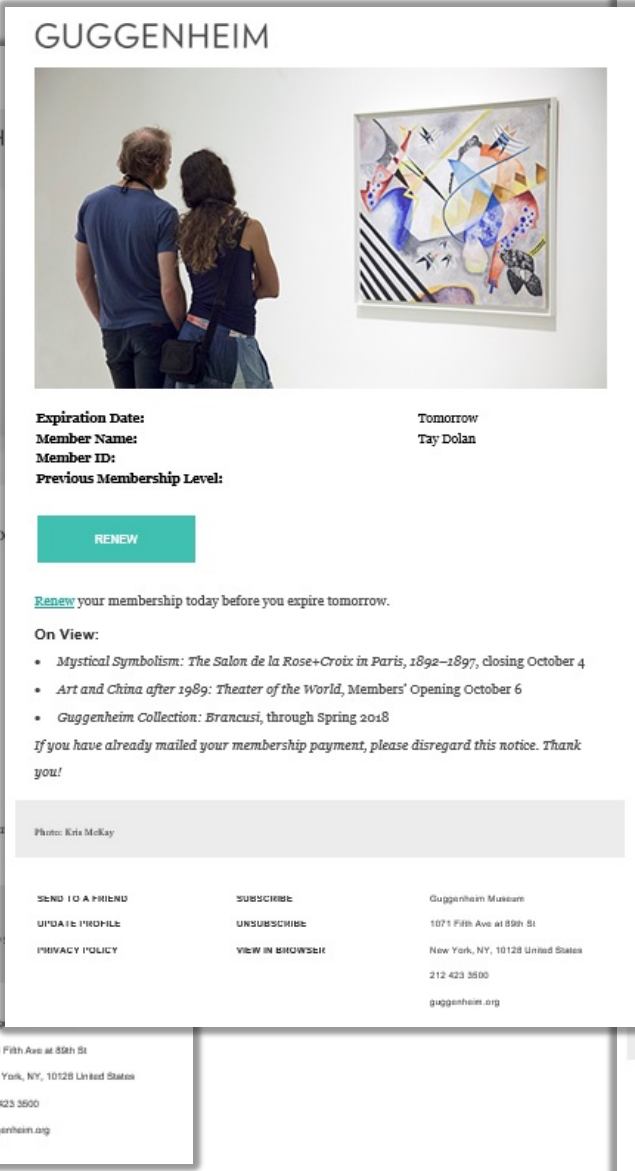 GUGGENHEIM
Expiration Date: Tomorrow
Member Name: Tay Dolan
Member ID:
Previous Membership Level:
RENEW
Renew your membership today before you expire tomorrow.
On View:
• Mystical Symbolism: The Salon de la Rose+Croix in Paris, 1892–1897, closing October 4
• Art and China after 1989: Theater of the World, Members' Opening October 6
• Guggenheim Collection: Brancusi, through Spring 2018
If you have already mailed your membership payment, please disregard this notice. Thank
you!
Photo: Kris McKay
SEND TO A FRIEND SUBSCRIBE Guggenheim Museum
UPDATE PROFILE UNSUBSCRIBE 1071 Fifth Ave at 89th St
PRIVACY POLICY VIEW IN BROWSER New York, NY, 10128 United States
212 423 3500
guggenheim.org
Fifth Ave at 89th St
York, NY, 10128 United States
423 3500
enheim.org